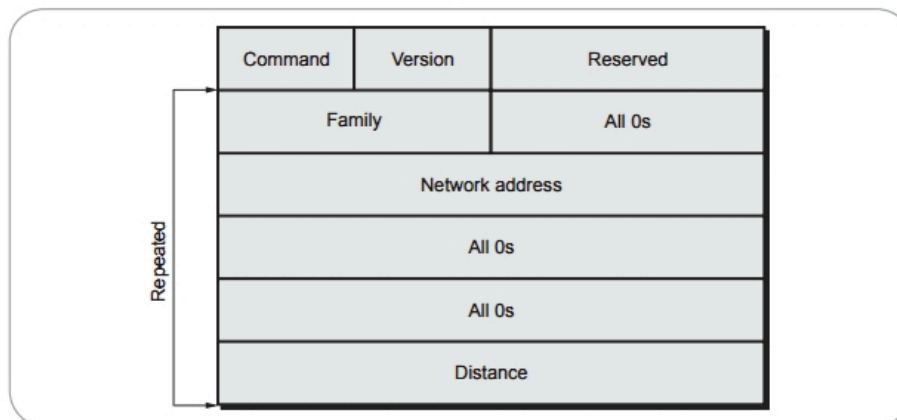 Command Version Reserved
Family All 0s
Network address
All 0s
All 0s
Distance
Repeated